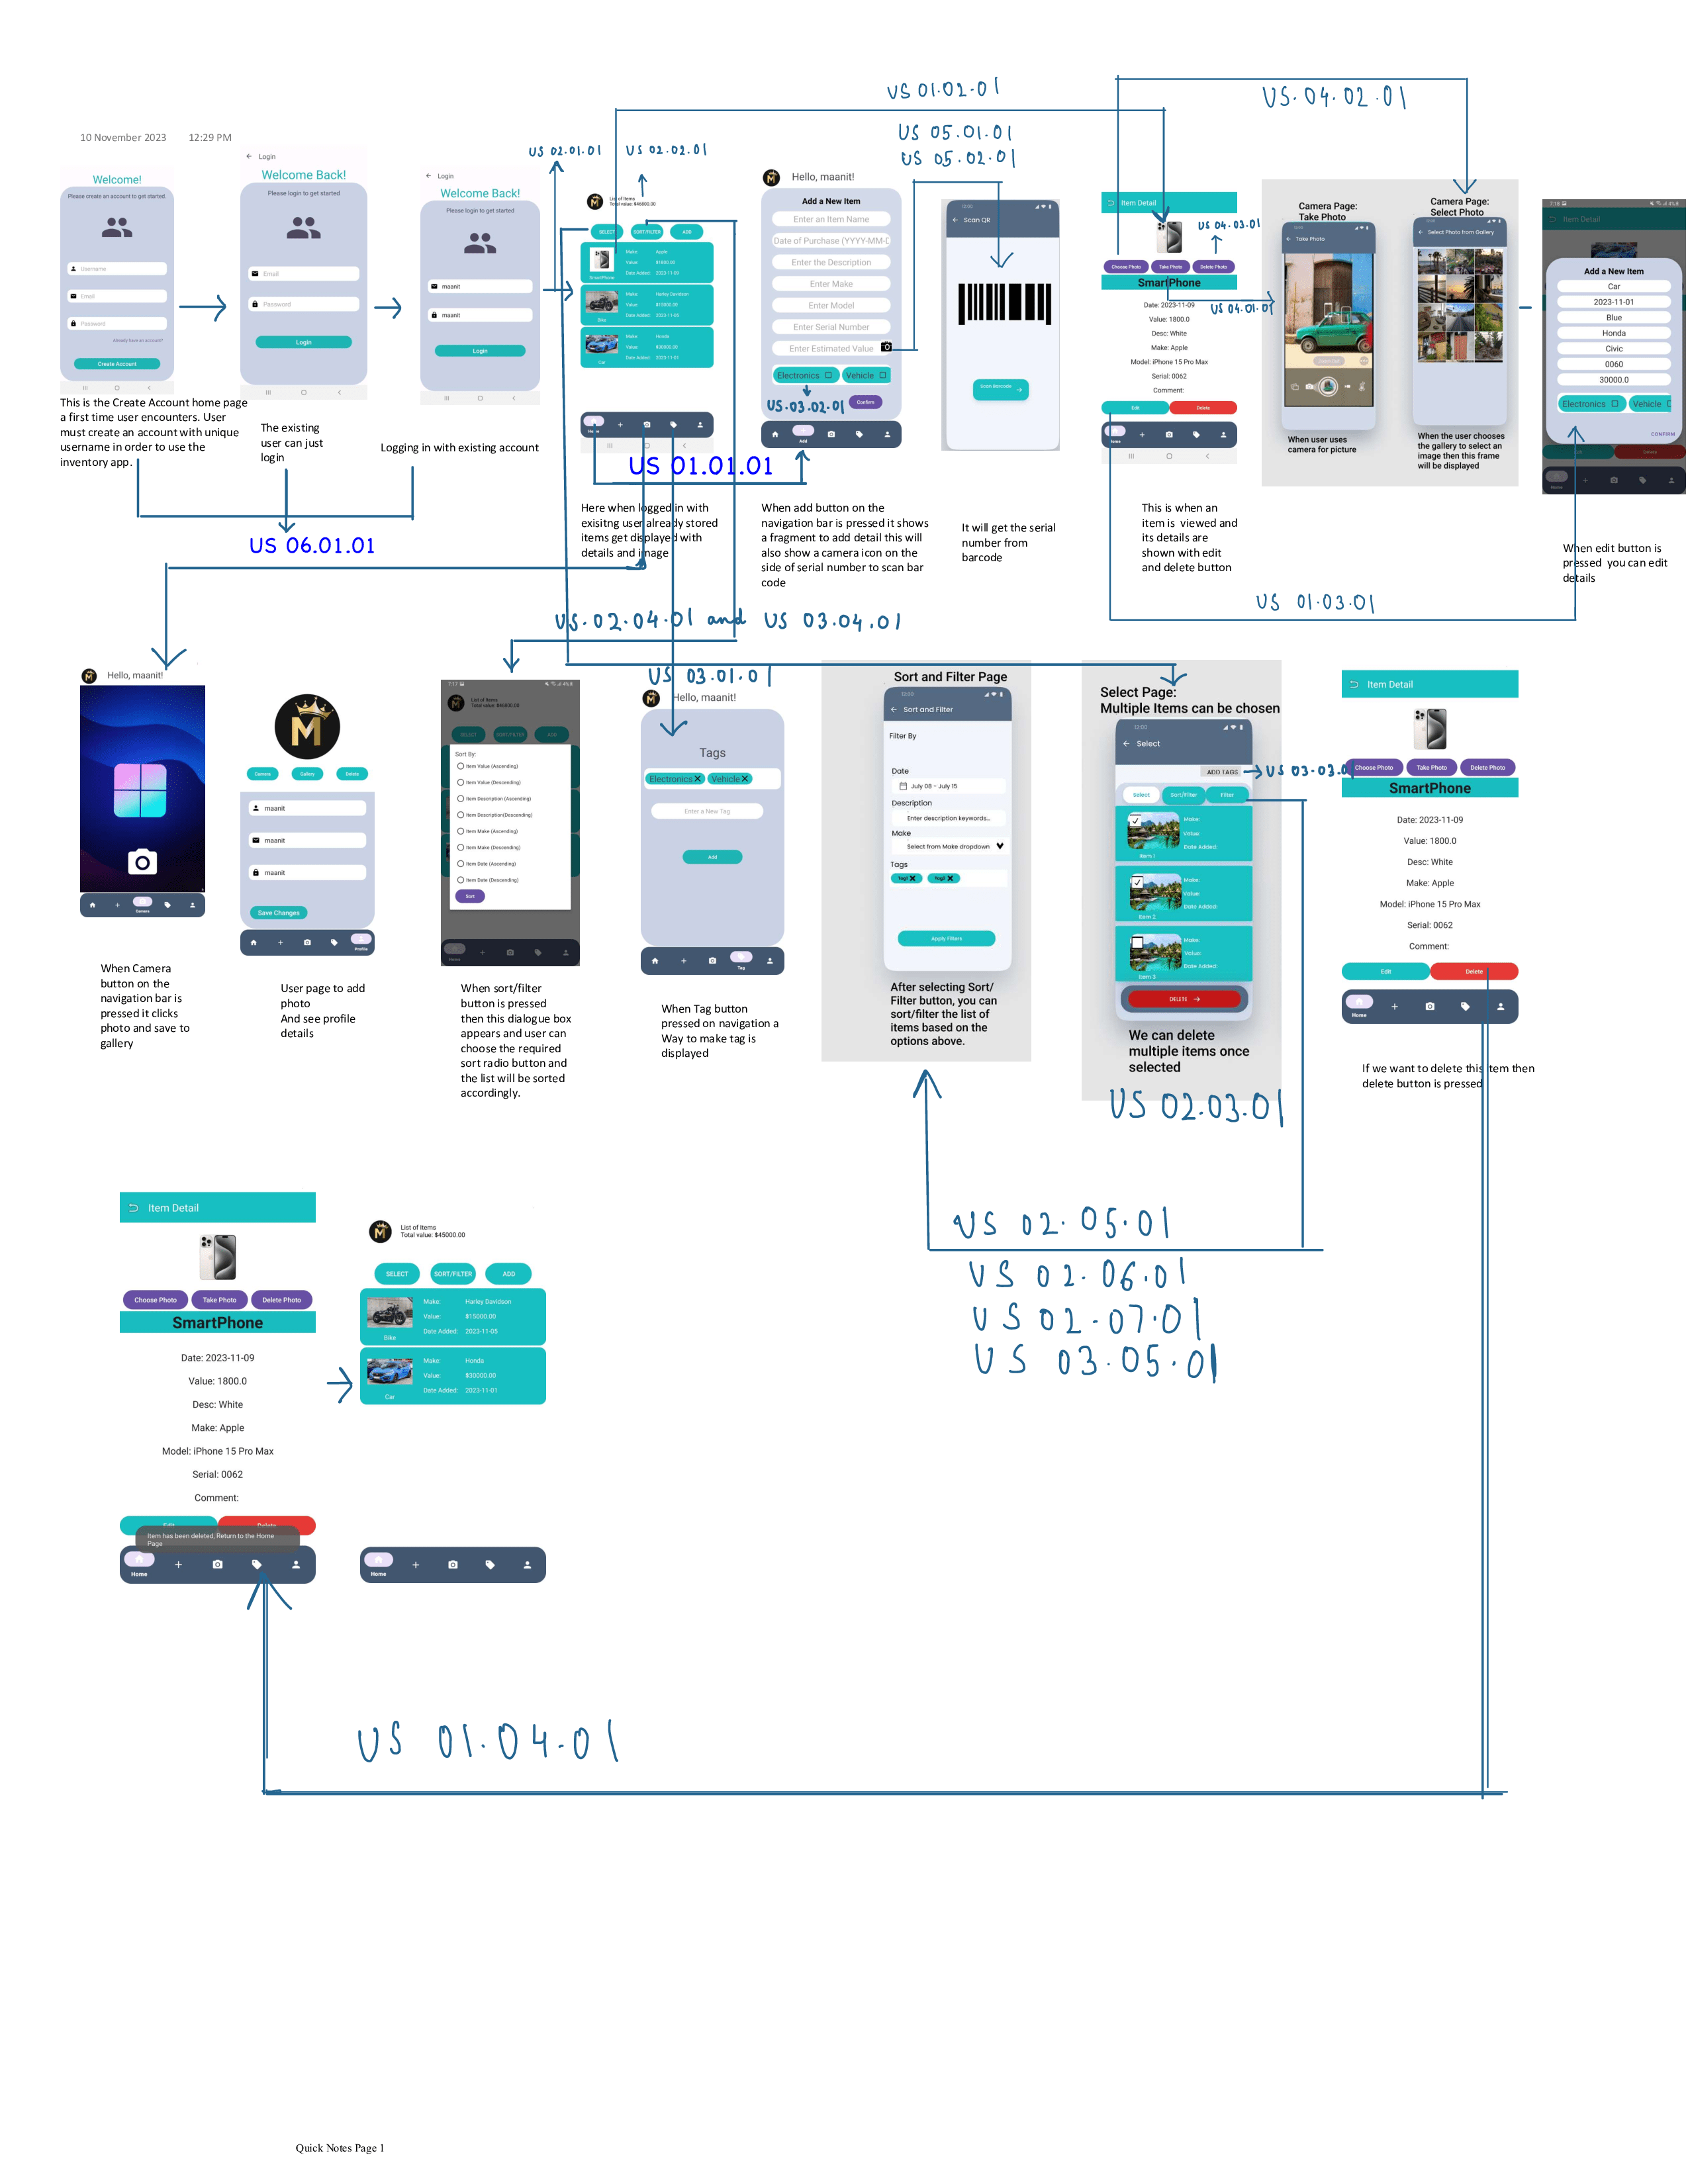 10 November 2023 12:29 PM
US 01.02.01
US. 04.02.01
US 05.01.01
US 05.02.01
US 02.01.01
US 02.02.01
Welcome!
Please create an account to get started.
Username
Email
Password
Already have an account?
Create Account
This is the Create Account home page
a first time user encounters. User
must create an account with unique
username in order to use the
inventory app.
Login
Welcome Back!
Please login to get started
Email
Password
Login
The existing
user can just
login
Login
Welcome Back!
Please login to get started
maanit
maanit
Login
Logging in with existing account
US 06.01.01
List of Items
Total value: $46800.00
SELECT
SORT/FILTER
ADD
Make: Apple
Value: $1800.00
Date Added: 2023-11-09
SmartPhone
Make: Harley Davidson
Value: $15000.00
Date Added: 2023-11-05
Bike
Make: Honda
Value: $30000.00
Date Added: 2023-11-01
Car
Home
US 01.01.01
Here when logged in with
exisitng user already stored
items get displayed with
details and image
Hello, maanit!
Add a New Item
Enter an Item Name
Date of Purchase (YYYY-MM-D
Enter the Description
Enter Make
Enter Model
Enter Serial Number
Enter Estimated Value
Electronics
Vehicle
US.03.02.01
Confirm
Add
When add button on the
navigation bar is pressed it shows
a fragment to add detail this will
also show a camera icon on the
side of serial number to scan bar
code
12:00
Scan QR
Scan Barcode
It will get the serial
number from
barcode
Item Detail
US 04.03.01
Choose Photo
Take Photo
Delete Photo
SmartPhone
US 04.01.01
Date: 2023-11-09
Value: 1800.0
Desc: White
Make: Apple
Model: iPhone 15 Pro Max
Serial: 0062
Comment:
Edit
Delete
Home
This is when an
item is viewed and
its details are
shown with edit
and delete button
US 01.03.01
Camera Page:
Take Photo
Take Photo
When user uses
camera for picture
Camera Page:
Select Photo
Select Photo from Gallery
When the user chooses
the gallery to select an
image then this frame
will be displayed
7:18
Item Detail
Add a New Item
Car
2023-11-01
Blue
Honda
Civic
0060
30000.0
Electronics
Vehicle
CONFIRM
Home
When edit button is
pressed you can edit
details
US.02.04.01 and US 03.04.01
US 03.01.01
Hello, maanit!
Camera
When Camera
button on the
navigation bar is
pressed it clicks
photo and save to
gallery
M
Camera
Gallery
Delete
maanit
maanit
maanit
Save Changes
Profile
User page to add
photo
And see profile
details
7:17
List of Items
Total value: $46800.00
SELECT
SORT/FILTER
ADD
Sort By:
Item Value (Ascending)
Item Value (Descending)
Item Description (Ascending)
Item Description(Descending)
Item Make (Ascending)
Item Make (Descending)
Item Date (Ascending)
Item Date (Descending)
Sort
Home
When sort/filter
button is pressed
then this dialogue box
appears and user can
choose the required
sort radio button and
the list will be sorted
accordingly.
Hello, maanit!
Tags
Electronics
Vehicle
Enter a New Tag
Add
Tag
When Tag button
pressed on navigation a
Way to make tag is
displayed
Sort and Filter Page
12:00
Sort and Filter
Filter By
Date
July 08 - July 15
Description
Enter description keywords...
Make
Select from Make dropdown
Tags
Tag1
Tag2
Apply Filters
After selecting Sort/
Filter button, you can
sort/filter the list of
items based on the
options above.
Select Page:
Multiple Items can be chosen
12:00
Select
ADD TAGS
US 03.03.01
Select
Sort/Filter
Filter
Make:
Value:
Date Added:
Item 1
Make:
Value:
Date Added:
Item 2
Make:
Value:
Date Added:
Item 3
DELETE
We can delete
multiple items once
selected
US 02.03.01
Item Detail
Choose Photo
Take Photo
Delete Photo
SmartPhone
Date: 2023-11-09
Value: 1800.0
Desc: White
Make: Apple
Model: iPhone 15 Pro Max
Serial: 0062
Comment:
Edit
Delete
Home
If we want to delete this item then
delete button is pressed
US 02.05.01
US 02.06.01
US 02.07.01
US 03.05.01
Item Detail
Choose Photo
Take Photo
Delete Photo
SmartPhone
Date: 2023-11-09
Value: 1800.0
Desc: White
Make: Apple
Model: iPhone 15 Pro Max
Serial: 0062
Comment:
Edit
Delete
Item has been deleted, Return to the Home
Page
Home
M
List of Items
Total value: $45000.00
SELECT
SORT/FILTER
ADD
Make: Harley Davidson
Value: $15000.00
Date Added: 2023-11-05
Bike
Make: Honda
Value: $30000.00
Date Added: 2023-11-01
Car
Home
US 01.04.01
Quick Notes Page 1